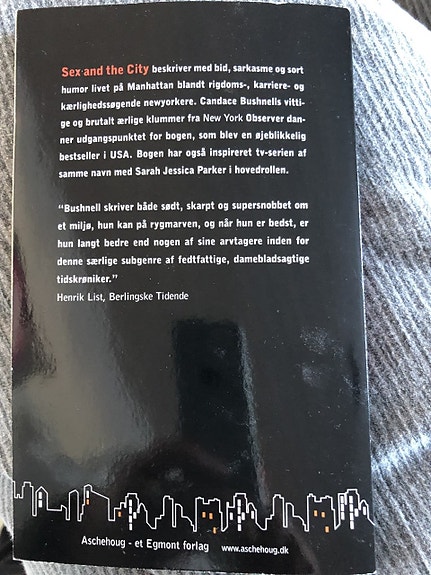 Sex and the City beskriver med bid, sarkasme og sort
humor livet på Manhattan blandt rigdoms-, karriere- og
kærlighedssøgende newyorkere. Candace Bushnells vitti-
ge og brutalt ærlige klummer fra New York Observer dan-
ner udgangspunktet for bogen, som blev en øjeblikkelig
bestseller i USA. Bogen har også inspireret tv-serien af
samme navn med Sarah Jessica Parker i hovedrollen.
"Bushnell skriver både sødt, skarpt og supersnobbet om
et miljø, hun kan på rygmarven, og når hun er bedst, er
hun langt bedre end nogen af sine arvtagere inden for
denne særlige subgenre af fedtfattige, damebladsagtige
tidskrøniker."
Henrik List, Berlingske Tidende
Aschehoug - et Egmont forlag www.aschehoug.dk